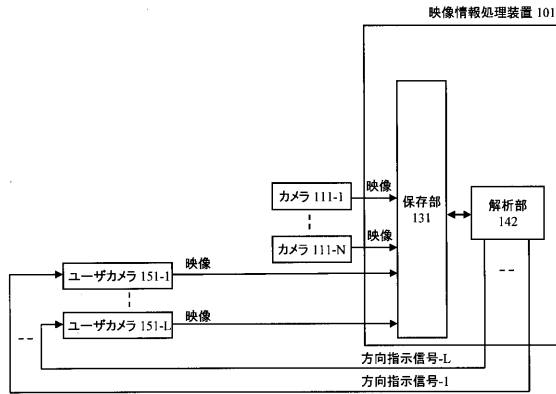 映像情報処理装置 101
カメラ 111-1
映像
保存部
131
解析部
142
カメラ 111-N
映像
ユーザカメラ 151-1
映像
ユーザカメラ 151-L
映像
方向指示信号-L
方向指示信号-1